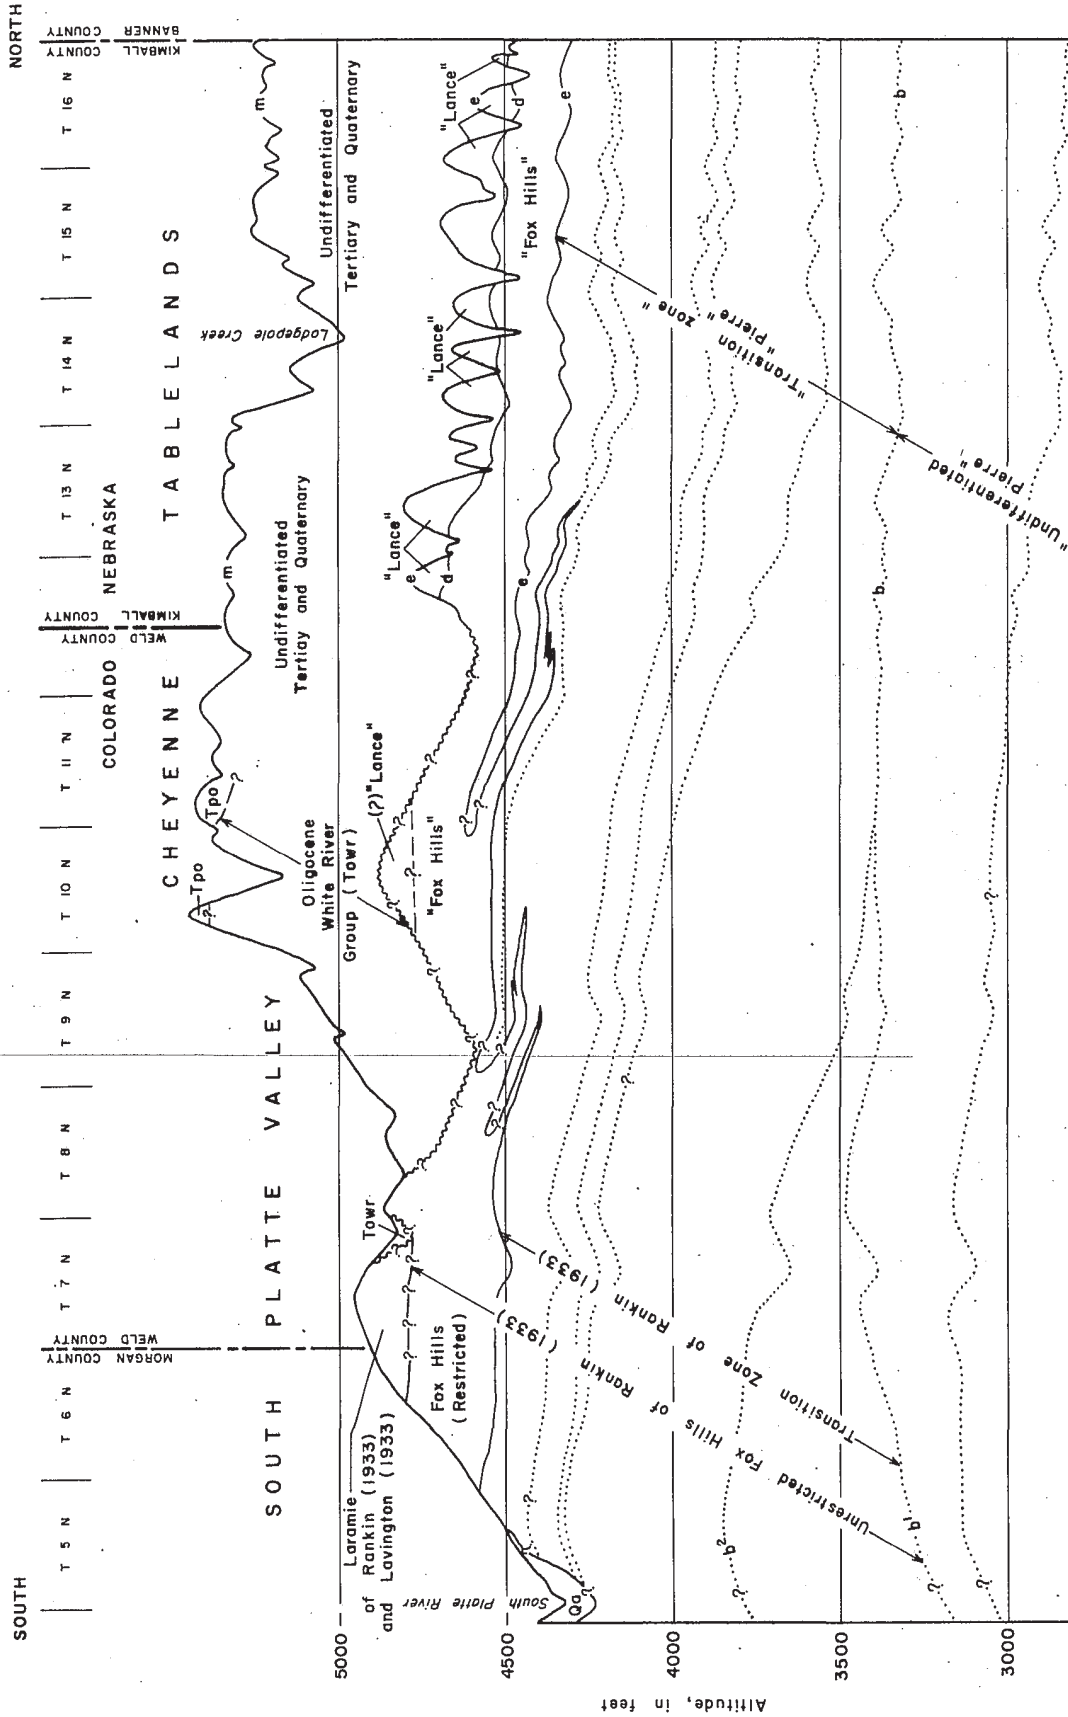 SOUTH
NORTH
T 5 N
T 6 N
T 7 N
T 8 N
T 9 N
T 10 N
T 11 N
T 13 N
T 14 N
T 15 N
T 16 N
MORGAN COUNTY
WELD COUNTY
COLORADO
NEBRASKA
WELD COUNTY
KIMBALL COUNTY
KIMBALL COUNTY
BANNER COUNTY
SOUTH PLATTE VALLEY
CHEYENNE TABLELANDS
Tpo
?
Tpo
?
m
m
Lodgepole Creek
Undifferentiated
Tertiay and Quaternary
Undifferentiated
Tertiary and Quaternary
Oligocene
White River
Group (Towr)
Towr
Laramie
of Rankin (1933)
and Lavington (1933)
South Platte River
Qa
Fox Hills
(Restricted)
(?)"Lance"
"Fox Hills"
"Lance"
"Lance"
"Lance"
"Fox Hills"
e
d
e
e
d
e
Unrestricted Fox Hills of Rankin (1933)
Transition Zone of Rankin (1933)
"Transition zone"
"Pierre"
"Undifferentiated
Pierre"
b²
b¹
b
b
5000
4500
4000
3500
3000
Altitude, in feet